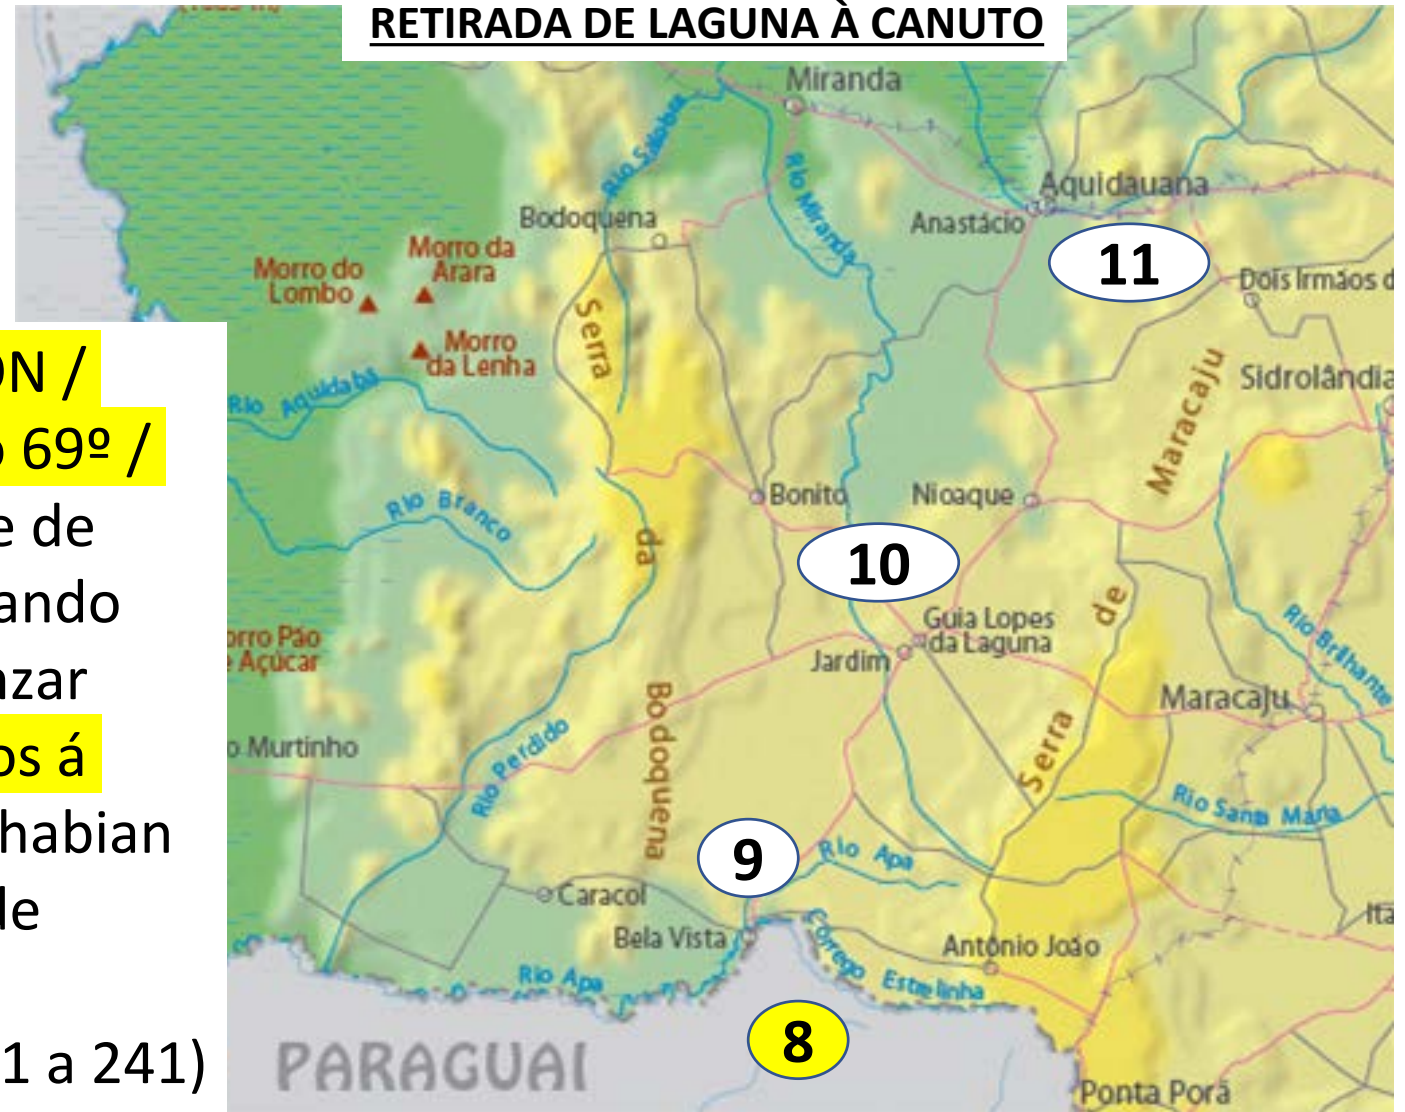 RETIRADA DE LAGUNA À CANUTO
Miranda
Rio Salobra
Rio Miranda
Aquidauana
Anastácio
11
Bodoquena
Morro da
Arara
Morro do
Lombo
Morro
da Lenha
Dois Irmãos d
Sidrolândia
Serra
da
Bodoquena
Maracaju
de
Serra
Rio Aquidabã
ON /
69º /
e de
ando
nzar
os á
habian
de
1 a 241)
Rio Branco
Bonito
Nioaque
10
Guia Lopes
da Laguna
Jardim
Rio Brilhante
orro Pão
e Açúcar
Maracaju
o Murtinho
Rio Perdido
Rio Santa Maria
9
Rio Apa
Caracol
Bela Vista
Antônio João
Ita
Córrego Estrelinha
Rio Apa
8
PARAGUAI
Ponta Porã